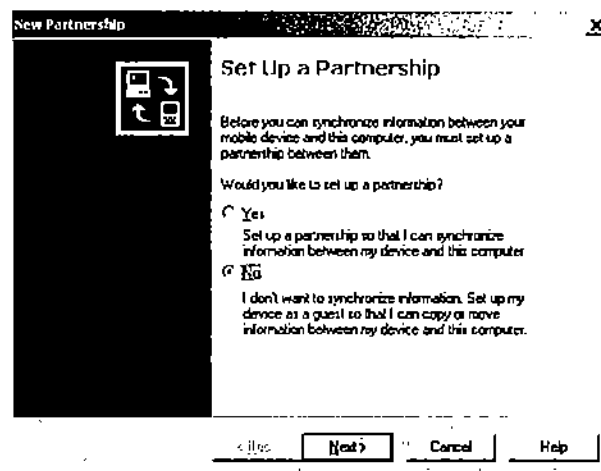 New Partnership
Set Up a Partnership
Before you can synchronize information between your
mobile device and this computer, you must set up a
partnership between them.
Would you like to set up a partnership?
Yes
Set up a partnership so that I can synchronize
information between my device and this computer
No
I don't want to synchronize information. Set up my
device as a guest so that I can copy or move
information between my device and this computer.
Next > Cancel Help